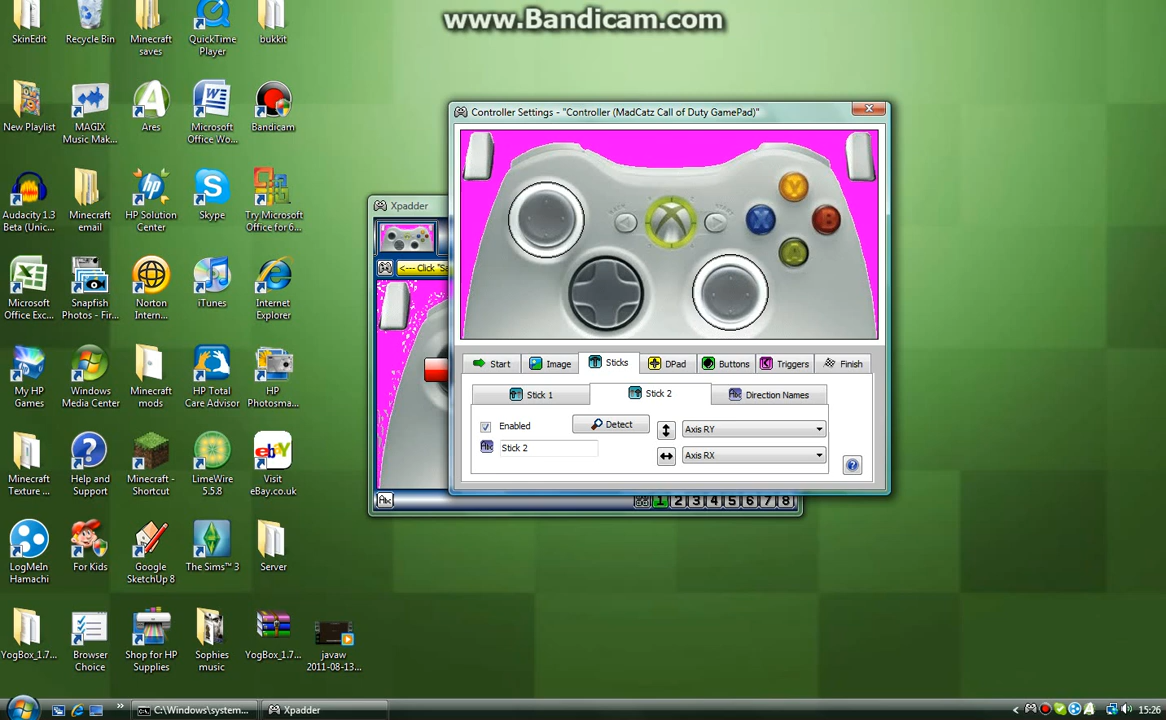 www.Bandicam.com
SkinEdit
Recycle Bin
Minecraft
saves
QuickTime
Player
bukkit
New Playlist
MAGIX
Music Mak...
Ares
Microsoft
Office Wo...
Bandicam
Audacity 1.3
Beta (Unic...
Minecraft
email
HP Solution
Center
Skype
Try Microsoft
Office for 6...
Microsoft
Office Exc...
Snapfish
Photos - Fir...
Norton
Intern...
iTunes
Internet
Explorer
My HP
Games
Windows
Media Center
Minecraft
mods
HP Total
Care Advisor
HP
Photosma...
Minecraft
Texture ...
Help and
Support
Minecraft -
Shortcut
LimeWire
5.5.8
Visit
eBay.co.uk
LogMeIn
Hamachi
For Kids
Google
SketchUp 8
The Sims™ 3
Server
YogBox_1.7...
Browser
Choice
Shop for HP
Supplies
Sophies
music
YogBox_1.7...
javaw
2011-08-13...
Xpadder
<--- Click "Sa
Controller Settings - "Controller (MadCatz Call of Duty GamePad)"
Y
X
B
A
Start
Image
Sticks
DPad
Buttons
Triggers
Finish
Stick 1
Stick 2
Direction Names
Enabled
Detect
Axis RY
Stick 2
Axis RX
1 2 3 4 5 6 7 8
C:\Windows\system...
Xpadder
15:26